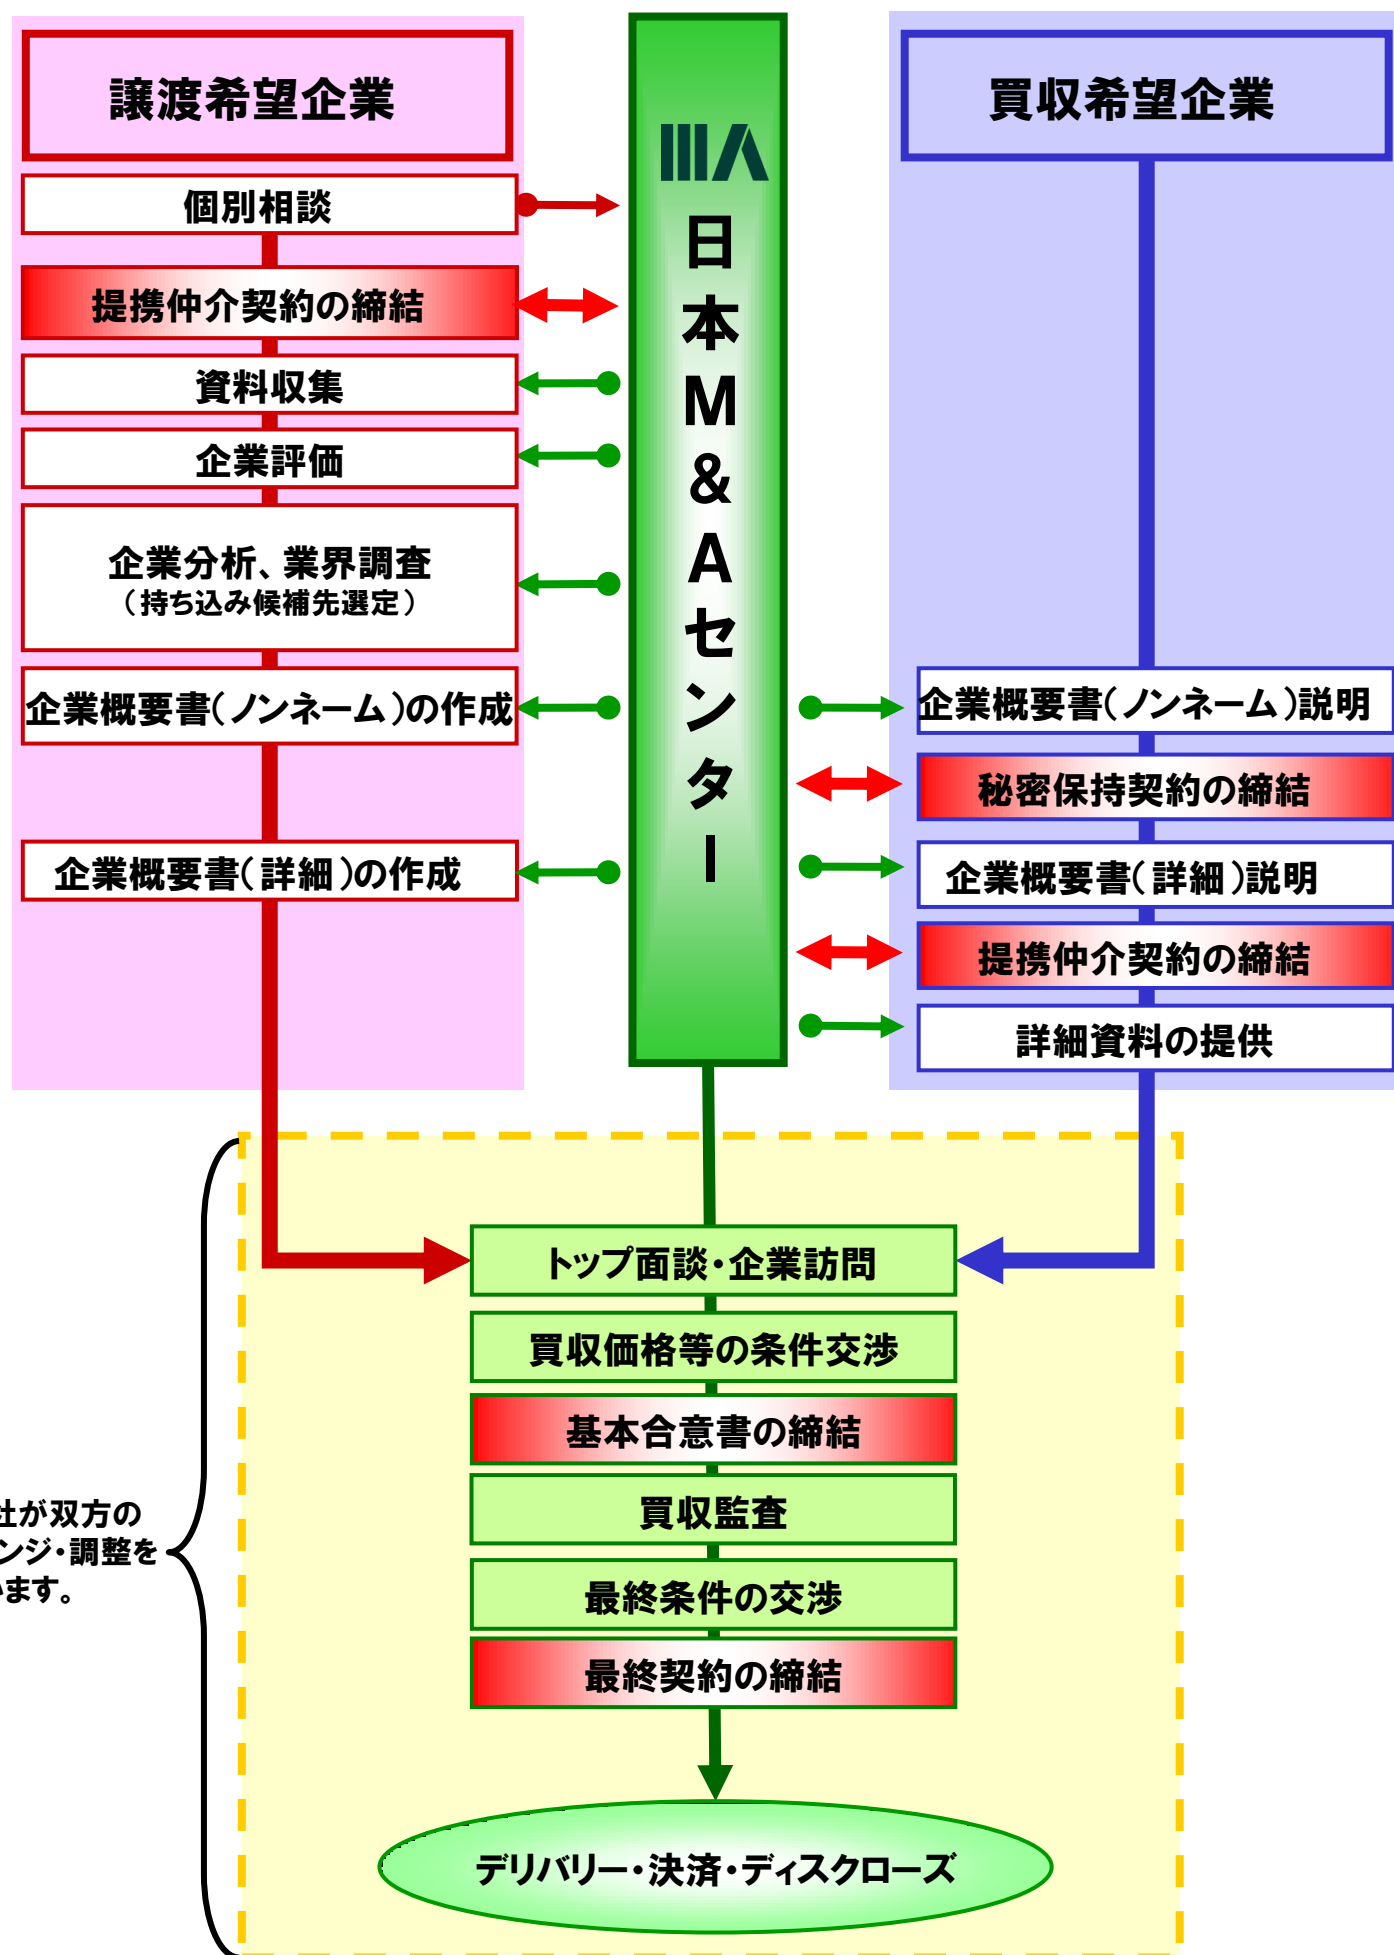 譲渡希望企業
個別相談
提携仲介契約の締結
資料収集
企業評価
企業分析、業界調査
（持ち込み候補先選定）
企業概要書（ノンネーム）の作成
企業概要書（詳細）の作成
日本M&Aセンター
買収希望企業
企業概要書（ノンネーム）説明
秘密保持契約の締結
企業概要書（詳細）説明
提携仲介契約の締結
詳細資料の提供
トップ面談・企業訪問
買収価格等の条件交渉
基本合意書の締結
買収監査
最終条件の交渉
最終契約の締結
デリバリー・決済・ディスクローズ
社が双方の
ンジ・調整を
います。